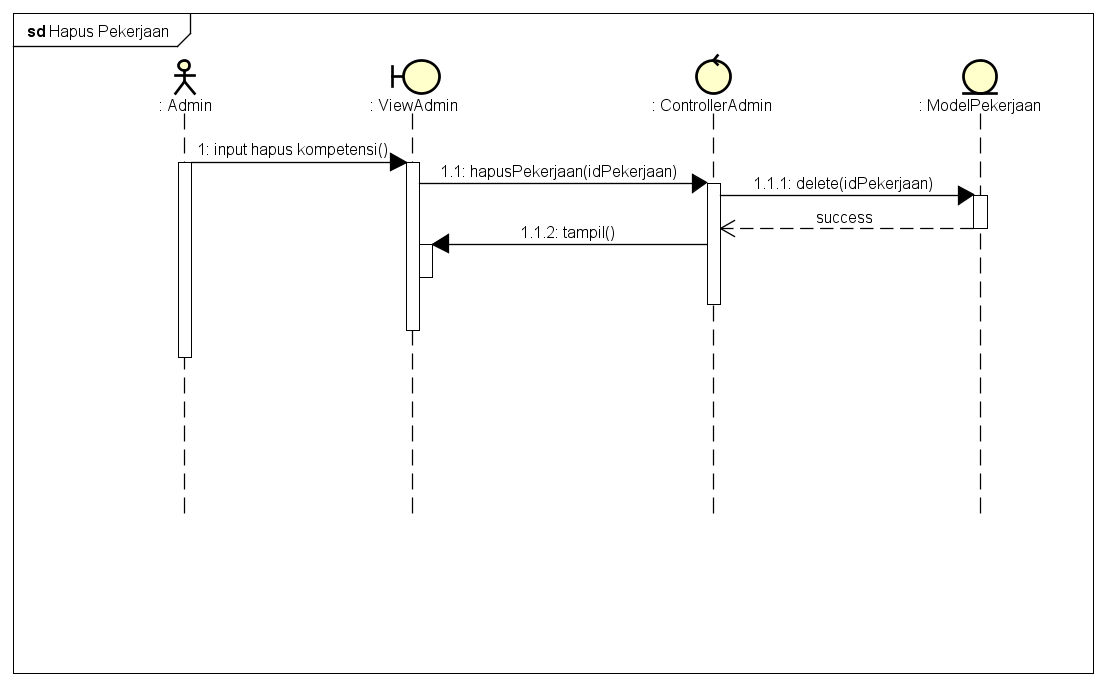 sd Hapus Pekerjaan
: Admin
: ViewAdmin
: ControllerAdmin
: ModelPekerjaan
1: input hapus kompetensi()
1.1: hapusPekerjaan(idPekerjaan)
1.1.1: delete(idPekerjaan)
success
1.1.2: tampil()